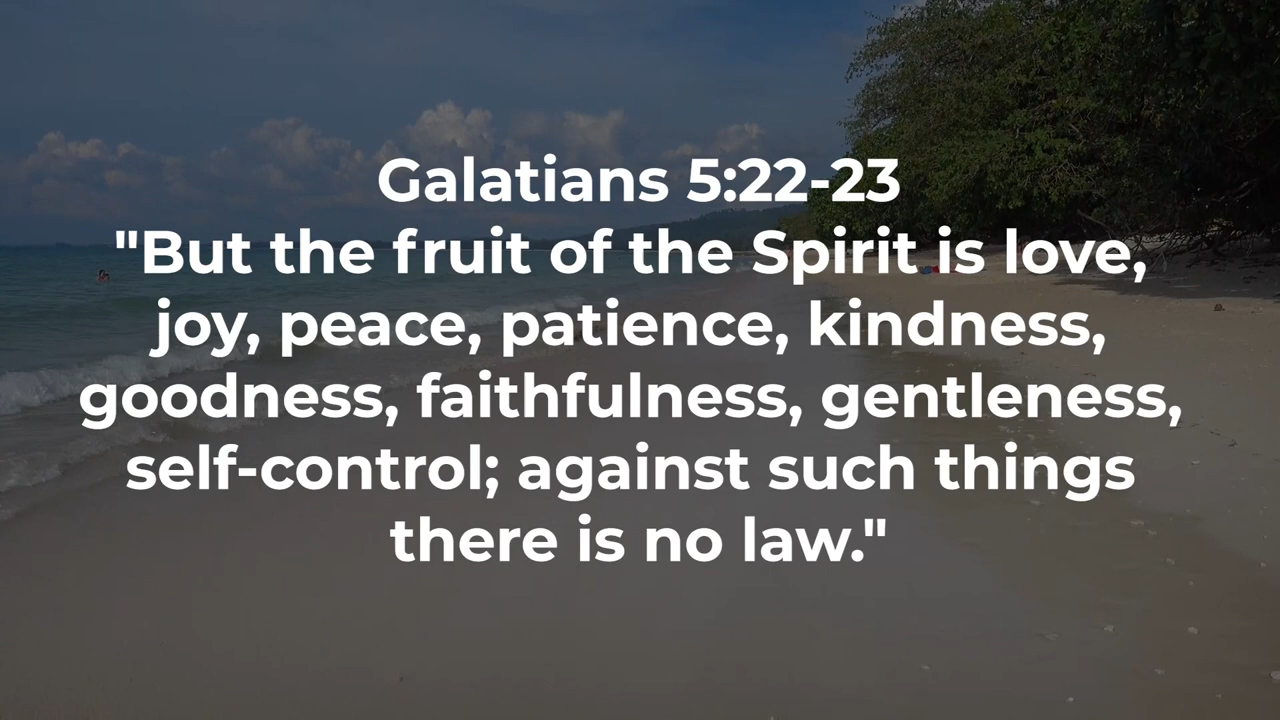 Galatians 5:22-23
"But the fruit of the Spirit is love,
joy, peace, patience, kindness,
goodness, faithfulness, gentleness,
self-control; against such things
there is no law."